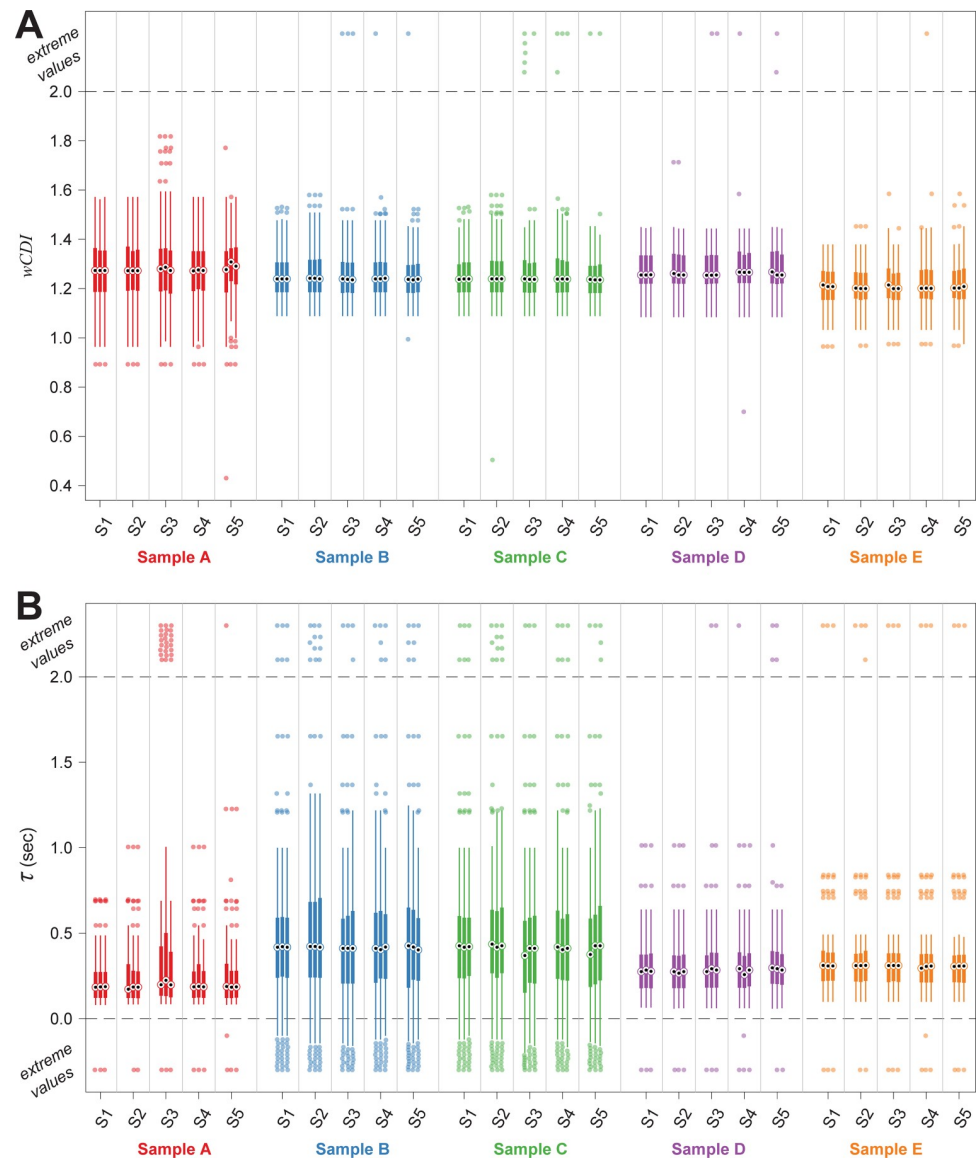 A
extreme
values
2.0
1.8
1.6
1.4
1.2
1.0
0.8
0.6
0.4
wCDI
S1 S2 S3 S4 S5 S1 S2 S3 S4 S5 S1 S2 S3 S4 S5 S1 S2 S3 S4 S5 S1 S2 S3 S4 S5
Sample A Sample B Sample C Sample D Sample E
B
extreme
values
2.0
1.5
1.0
0.5
0.0
τ (sec)
extreme
values
S1 S2 S3 S4 S5 S1 S2 S3 S4 S5 S1 S2 S3 S4 S5 S1 S2 S3 S4 S5 S1 S2 S3 S4 S5
Sample A Sample B Sample C Sample D Sample E